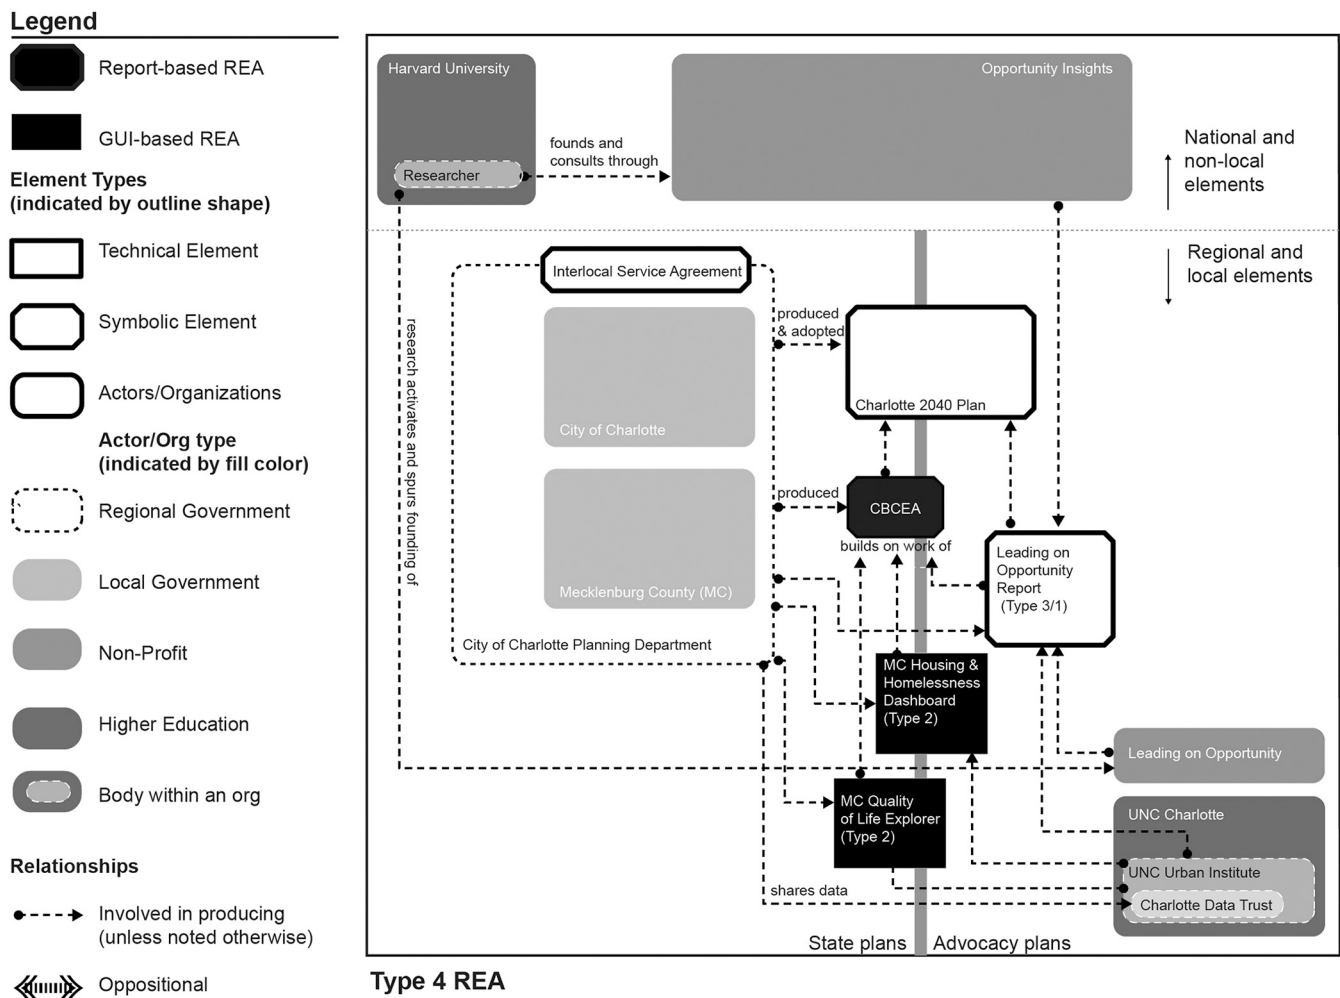 Legend
Report-based REA
GUI-based REA
Element Types
(indicated by outline shape)
Technical Element
Symbolic Element
Actors/Organizations
Actor/Org type
(indicated by fill color)
Regional Government
Local Government
Non-Profit
Higher Education
Body within an org
Relationships
Involved in producing
(unless noted otherwise)
Oppositional
Harvard University
Researcher
founds and
consults through
Opportunity Insights
National and
non-local
elements
Regional and
local elements
Interlocal Service Agreement
research activates and spurs founding of
City of Charlotte
Mecklenburg County (MC)
City of Charlotte Planning Department
produced
& adopted
Charlotte 2040 Plan
produced
CBCEA
builds on work of
Leading on
Opportunity
Report
(Type 3/1)
MC Housing &
Homelessness
Dashboard
(Type 2)
MC Quality
of Life Explorer
(Type 2)
Leading on Opportunity
UNC Charlotte
UNC Urban Institute
Charlotte Data Trust
shares data
State plans
Advocacy plans
Type 4 REA